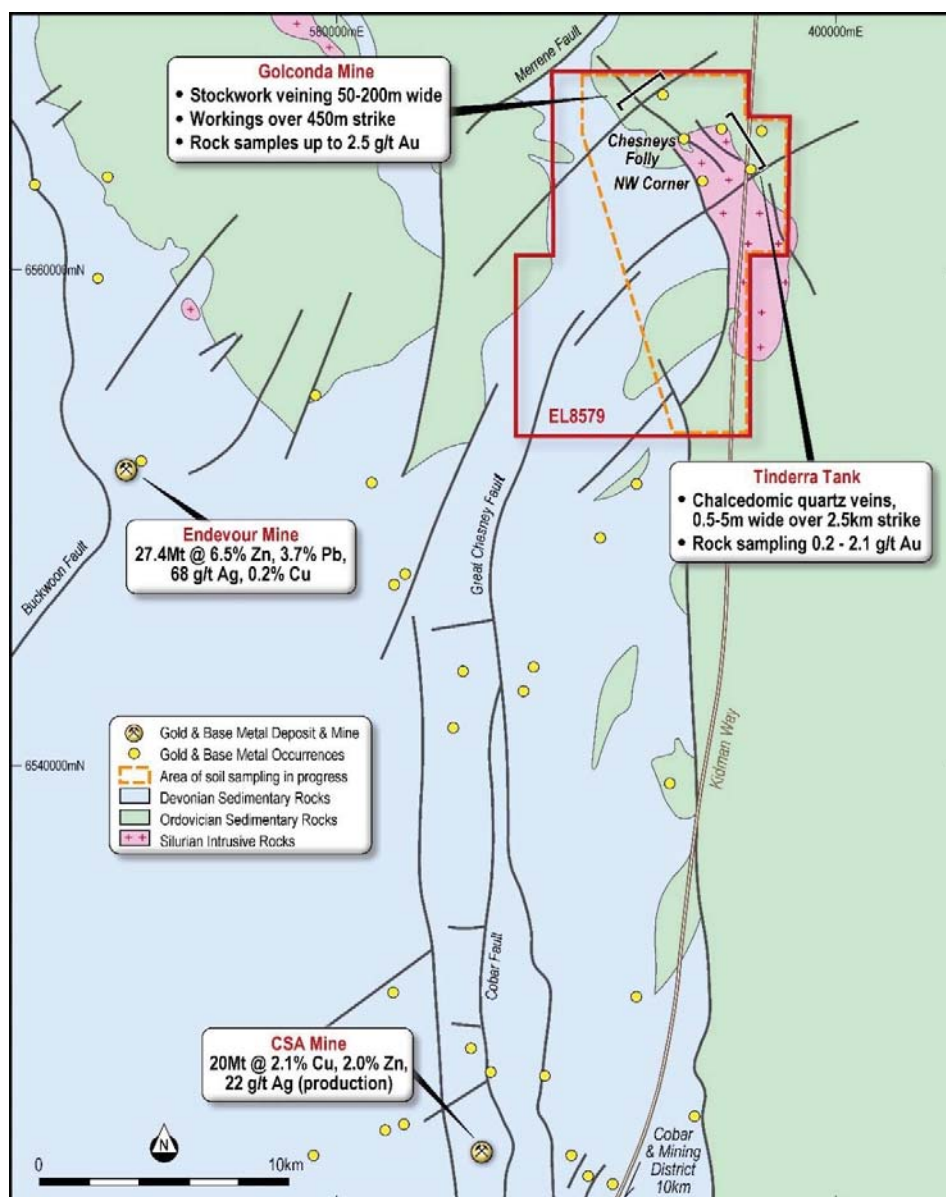 580000mE
400000mE
Golconda Mine
• Stockwork veining 50-200m wide
• Workings over 450m strike
• Rock samples up to 2.5 g/t Au
Merrene Fault
Chesneys
Folly
NW Corner
6560000mN
EL8579
Tinderra Tank
• Chalcedomic quartz veins,
0.5-5m wide over 2.5km strike
• Rock sampling 0.2 - 2.1 g/t Au
Endevour Mine
27.4Mt @ 6.5% Zn, 3.7% Pb,
68 g/t Ag, 0.2% Cu
Buckwoon Fault
Great Chesney Fault
Gold & Base Metal Deposit & Mine
Gold & Base Metal Occurrences
Area of soil sampling in progress
Devonian Sedimentary Rocks
Ordovician Sedimentary Rocks
Silurian Intrusive Rocks
6540000mN
Kidman Way
Cobar Fault
CSA Mine
20Mt @ 2.1% Cu, 2.0% Zn,
22 g/t Ag (production)
N
0
10km
Cobar
& Mining
District
10km